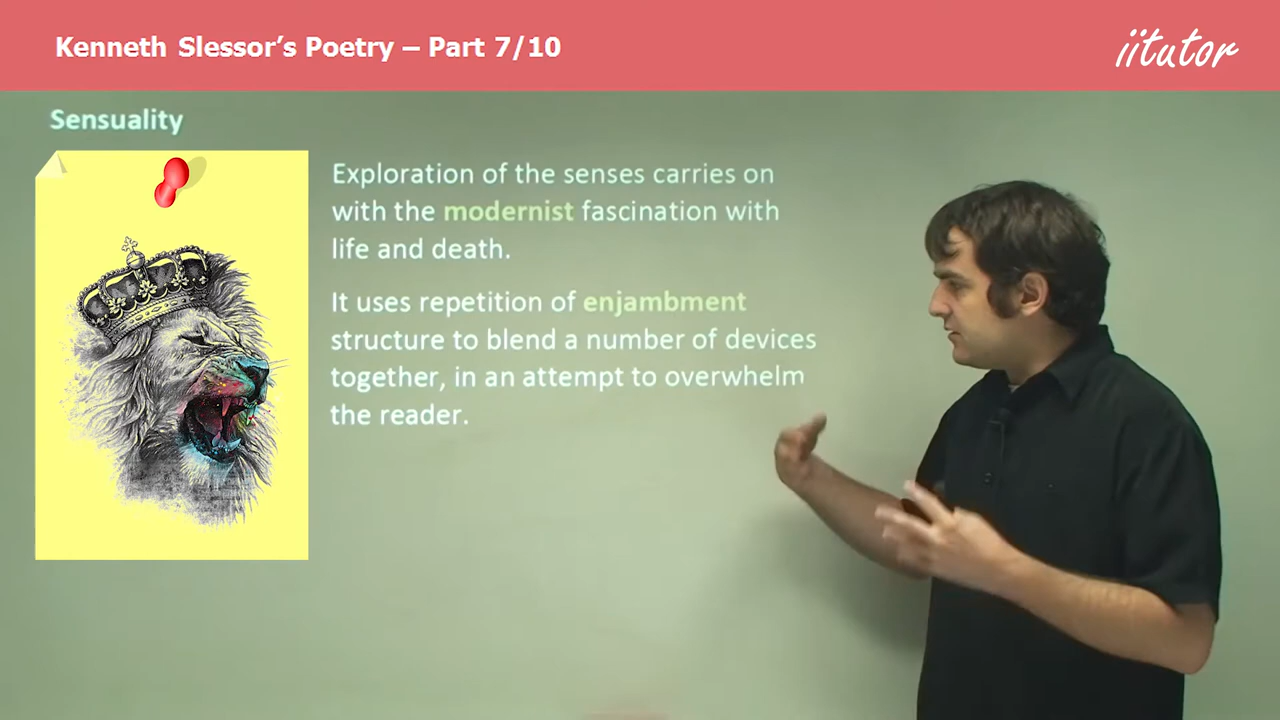 Kenneth Slessor's Poetry – Part 7/10
iitutor
Sensuality
Exploration of the senses carries on
with the modernist fascination with
life and death.
It uses repetition of enjambment
structure to blend a number of devices
together, in an attempt to overwhelm
the reader.